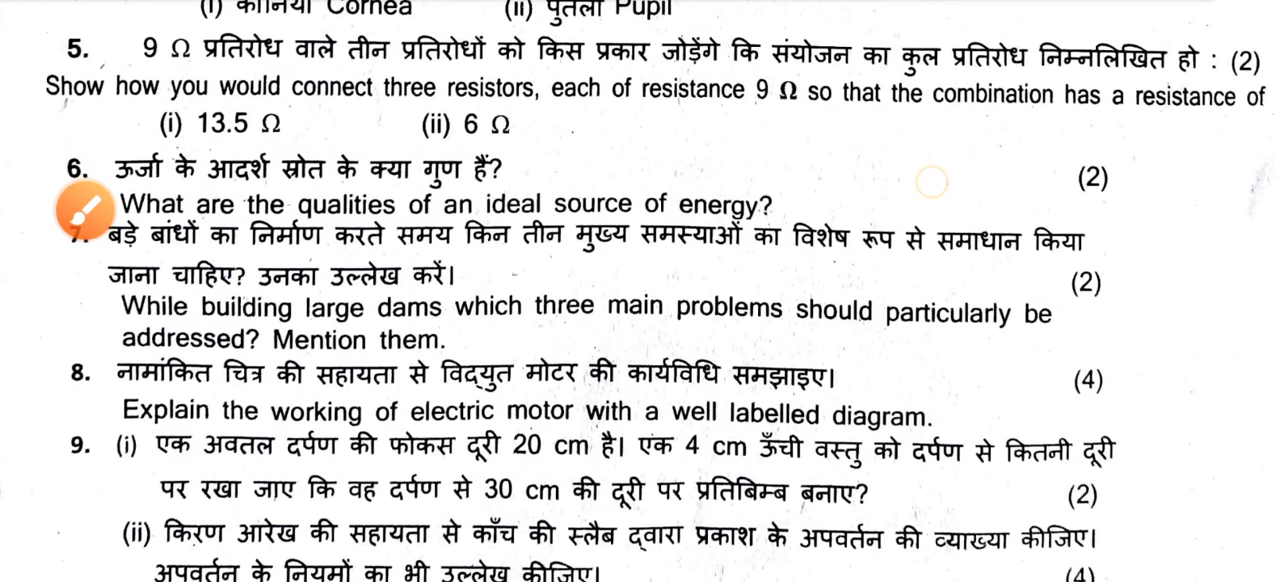 (i) कॉर्निया Cornea (ii) पुतली Pupil
5. 9 Ω प्रतिरोध वाले तीन प्रतिरोधों को किस प्रकार जोड़ेंगे कि संयोजन का कुल प्रतिरोध निम्नलिखित हो : (2)
Show how you would connect three resistors, each of resistance 9 Ω so that the combination has a resistance of
(i) 13.5 Ω (ii) 6 Ω
6. ऊर्जा के आदर्श स्रोत के क्या गुण हैं? (2)
What are the qualities of an ideal source of energy?
7. बड़े बांधों का निर्माण करते समय किन तीन मुख्य समस्याओं का विशेष रूप से समाधान किया
जाना चाहिए? उनका उल्लेख करें। (2)
While building large dams which three main problems should particularly be
addressed? Mention them.
8. नामांकित चित्र की सहायता से विद्युत मोटर की कार्यविधि समझाइए। (4)
Explain the working of electric motor with a well labelled diagram.
9. (i) एक अवतल दर्पण की फोकस दूरी 20 cm है। एक 4 cm ऊँची वस्तु को दर्पण से कितनी दूरी
पर रखा जाए कि वह दर्पण से 30 cm की दूरी पर प्रतिबिम्ब बनाए? (2)
(ii) किरण आरेख की सहायता से काँच की स्लैब द्वारा प्रकाश के अपवर्तन की व्याख्या कीजिए।
अपवर्तन के नियमों का भी उल्लेख कीजिए। (4)